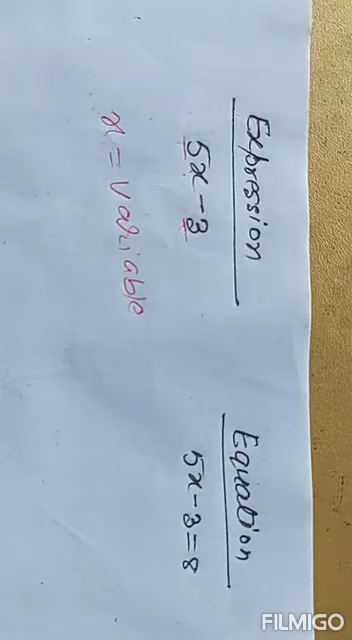 Expression
5x-3
x = variable
Equation
5x-3=8
FILMIGO